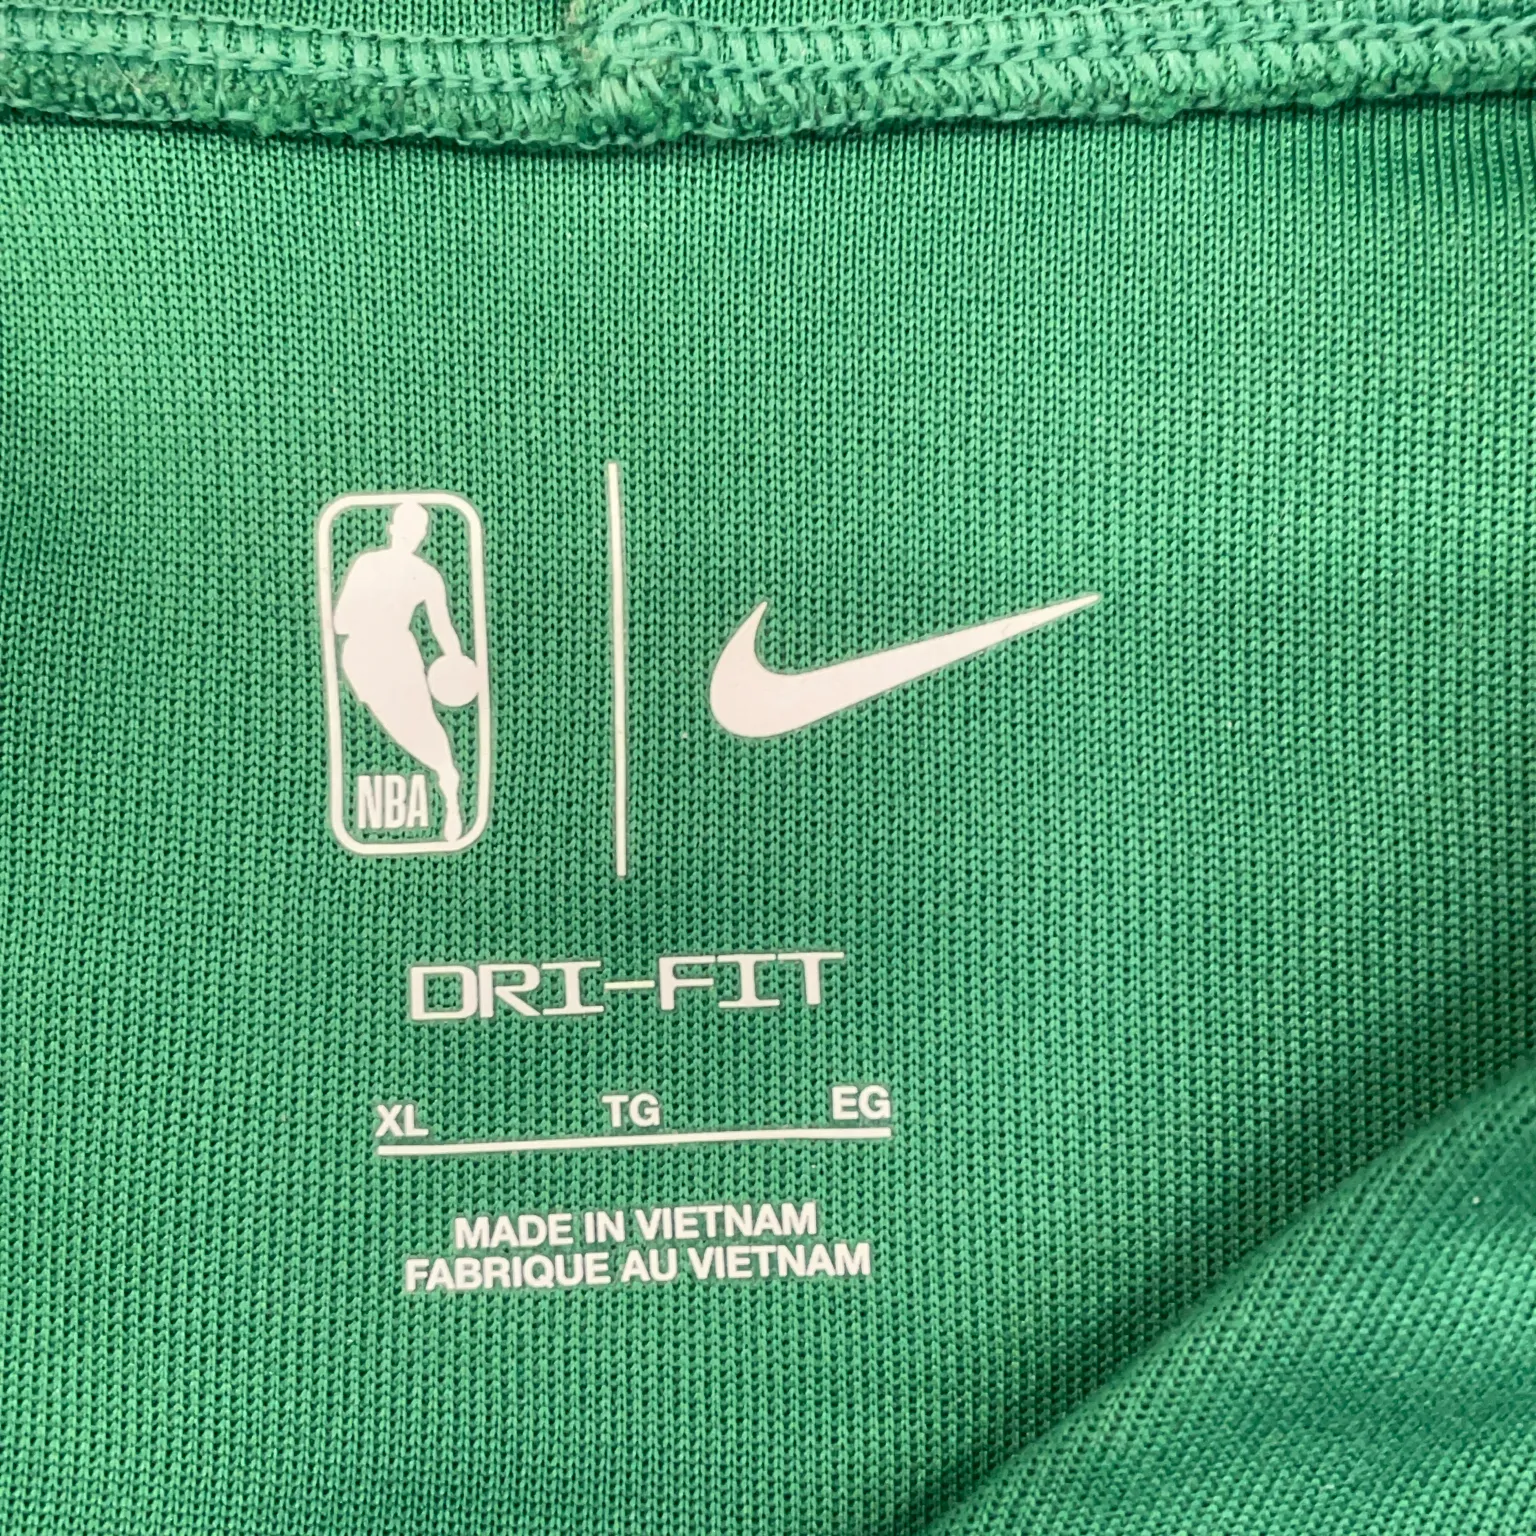 NBA
DRI-FIT
XL TG EG
MADE IN VIETNAM
FABRIQUE AU VIETNAM